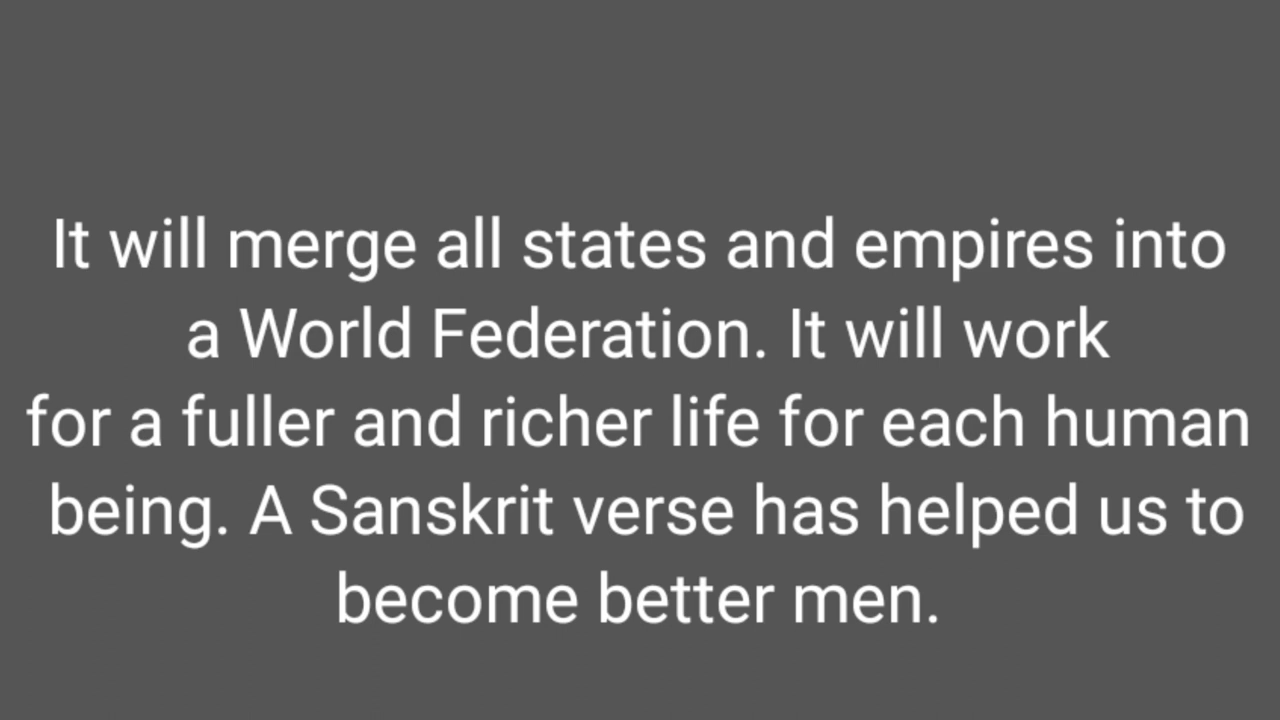 It will merge all states and empires into
a World Federation. It will work
for a fuller and richer life for each human
being. A Sanskrit verse has helped us to
become better men.